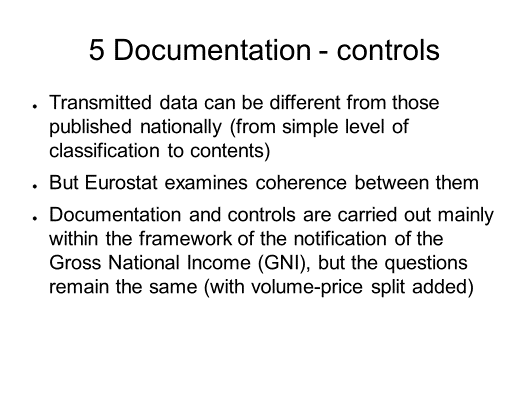 5 Documentation - controls
• Transmitted data can be different from those
published nationally (from simple level of
classification to contents)
• But Eurostat examines coherence between them
• Documentation and controls are carried out mainly
within the framework of the notification of the
Gross National Income (GNI), but the questions
remain the same (with volume-price split added)